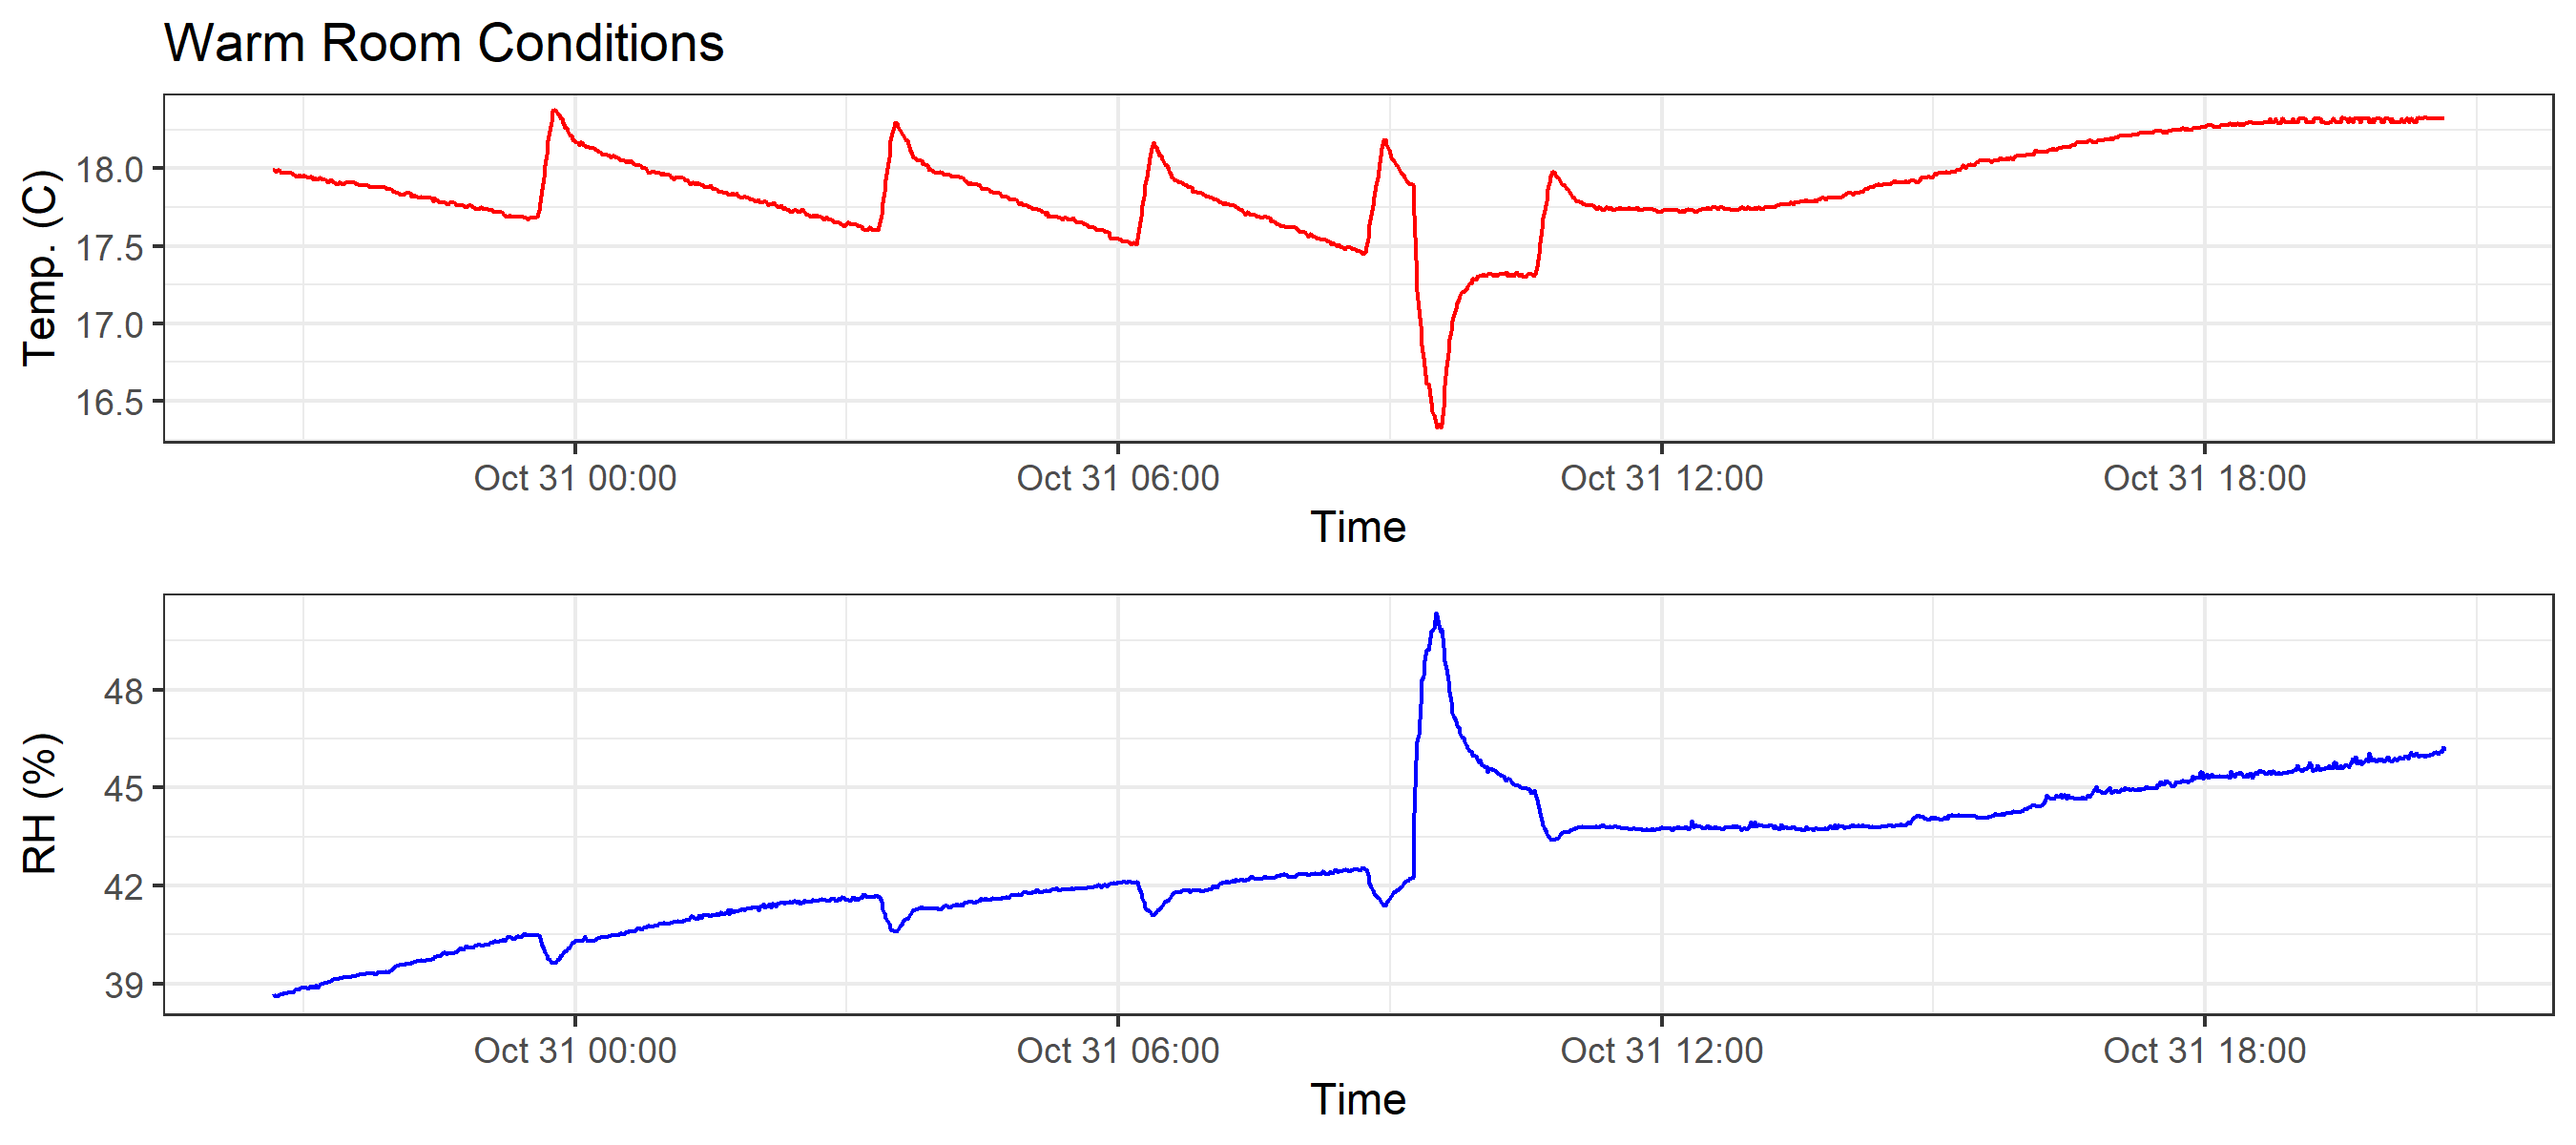 Warm Room Conditions
Temp. (C)
18.0
17.5
17.0
16.5
Oct 31 00:00 Oct 31 06:00 Oct 31 12:00 Oct 31 18:00
Time
RH (%)
48
45
42
39
Oct 31 00:00 Oct 31 06:00 Oct 31 12:00 Oct 31 18:00
Time